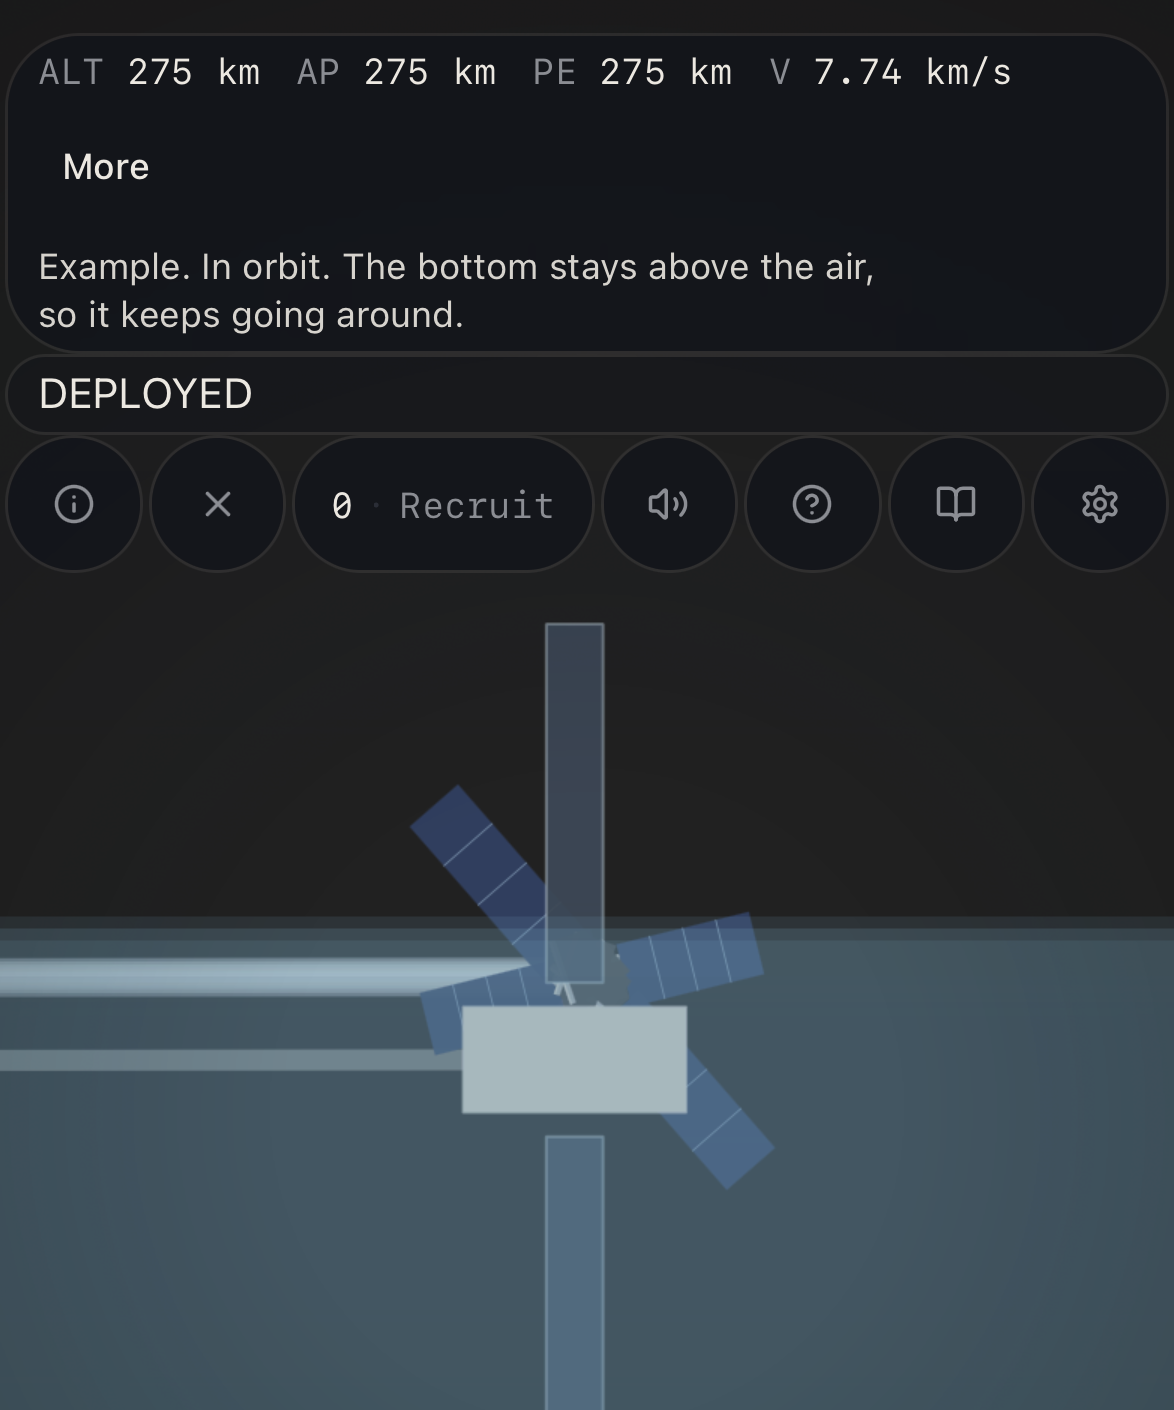 ALT 275 km AP 275 km PE 275 km V 7.74 km/s
More
Example. In orbit. The bottom stays above the air,
so it keeps going around.
DEPLOYED
0 · Recruit